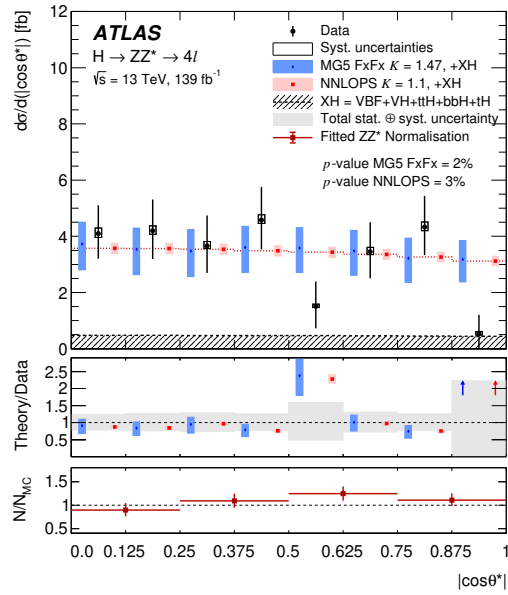 dσ/d(|cosθ*|) [fb]
ATLAS
H → ZZ* → 4l
√s = 13 TeV, 139 fb⁻¹
Data
Syst. uncertainties
MG5 FxFx K = 1.47, +XH
NNLOPS K = 1.1, +XH
XH = VBF+VH+ttH+bbH+tH
Total stat. ⊕ syst. uncertainty
Fitted ZZ* Normalisation
p-value MG5 FxFx = 2%
p-value NNLOPS = 3%
12
10
8
6
4
2
0
Theory/Data
2.5
2
1.5
1
0.5
N/N_MC
1.5
1
0.5
0.0 0.125 0.25 0.375 0.5 0.625 0.75 0.875 1
|cosθ*|